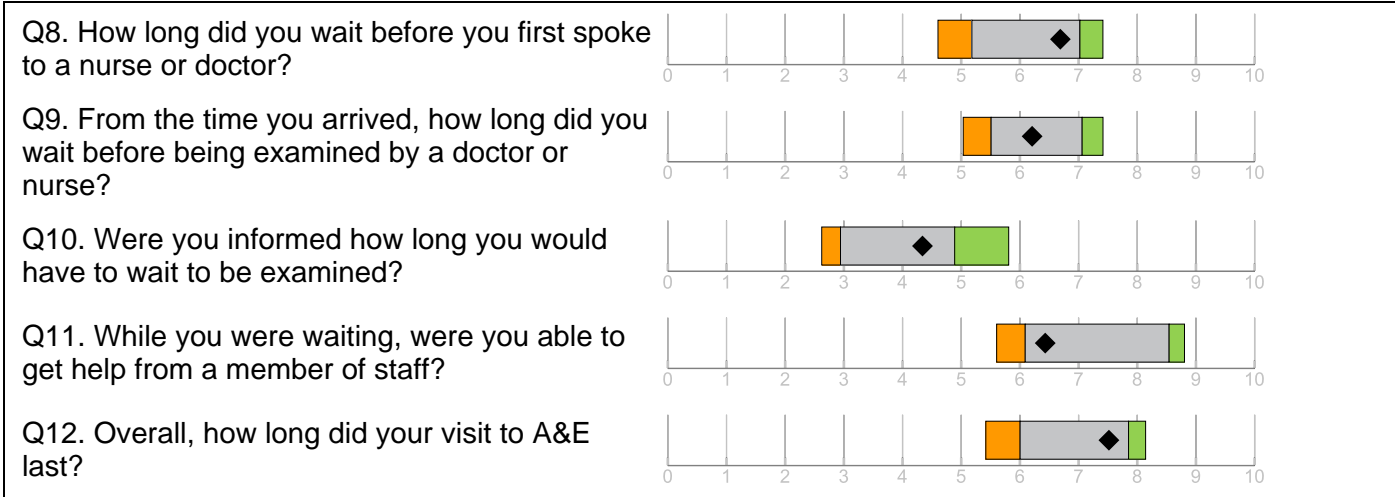 Q8. How long did you wait before you first spoke
to a nurse or doctor?
0 1 2 3 4 5 6 7 8 9 10
Q9. From the time you arrived, how long did you
wait before being examined by a doctor or
nurse?
0 1 2 3 4 5 6 7 8 9 10
Q10. Were you informed how long you would
have to wait to be examined?
0 1 2 3 4 5 6 7 8 9 10
Q11. While you were waiting, were you able to
get help from a member of staff?
0 1 2 3 4 5 6 7 8 9 10
Q12. Overall, how long did your visit to A&E
last?
0 1 2 3 4 5 6 7 8 9 10